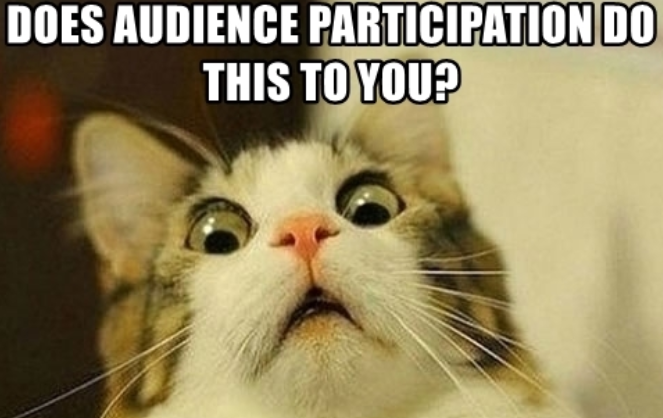 DOES AUDIENCE PARTICIPATION DO
THIS TO YOU?